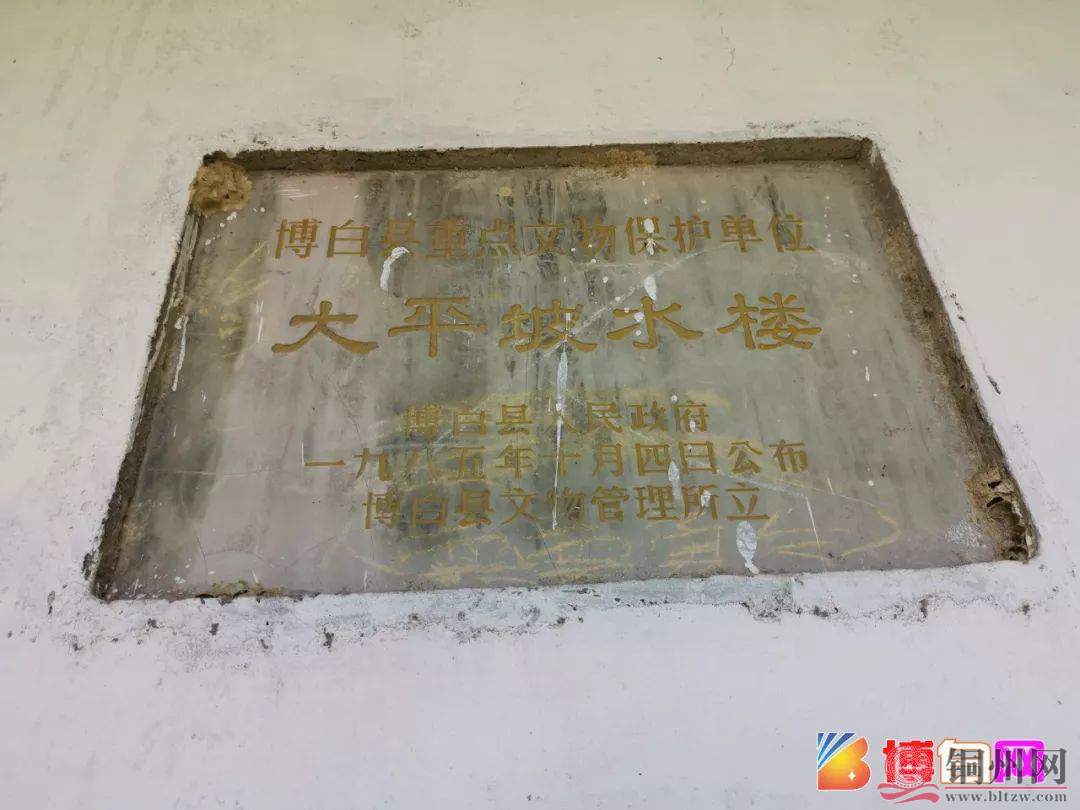 博白县重点文物保护单位
大平坡水楼
博白县人民政府
一九八五年十月四日公布
博白县文物管理所立
博白网
铜州网
www.bltzw.com